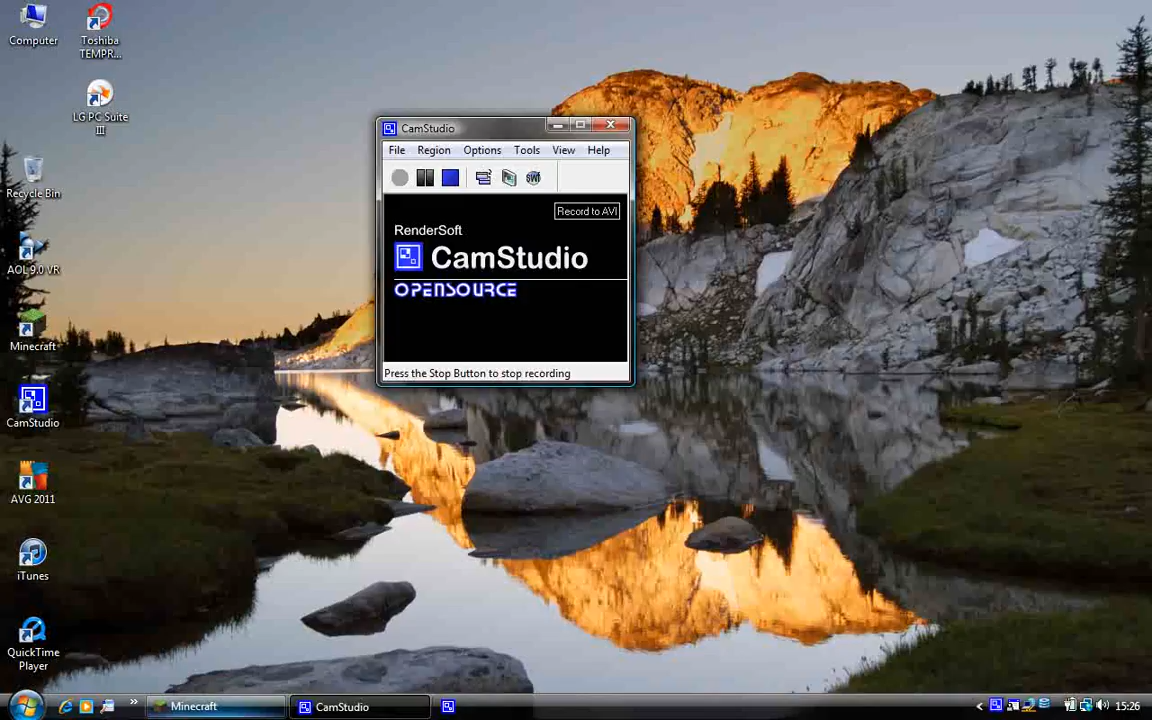 Computer
Toshiba
TEMPR...
LG PC Suite
III
Recycle Bin
AOL 9.0 VR
Minecraft
CamStudio
AVG 2011
iTunes
QuickTime
Player
CamStudio
File Region Options Tools View Help
SWF
Record to AVI
RenderSoft
CamStudio
OPENSOURCE
Press the Stop Button to stop recording
Minecraft
CamStudio
15:26